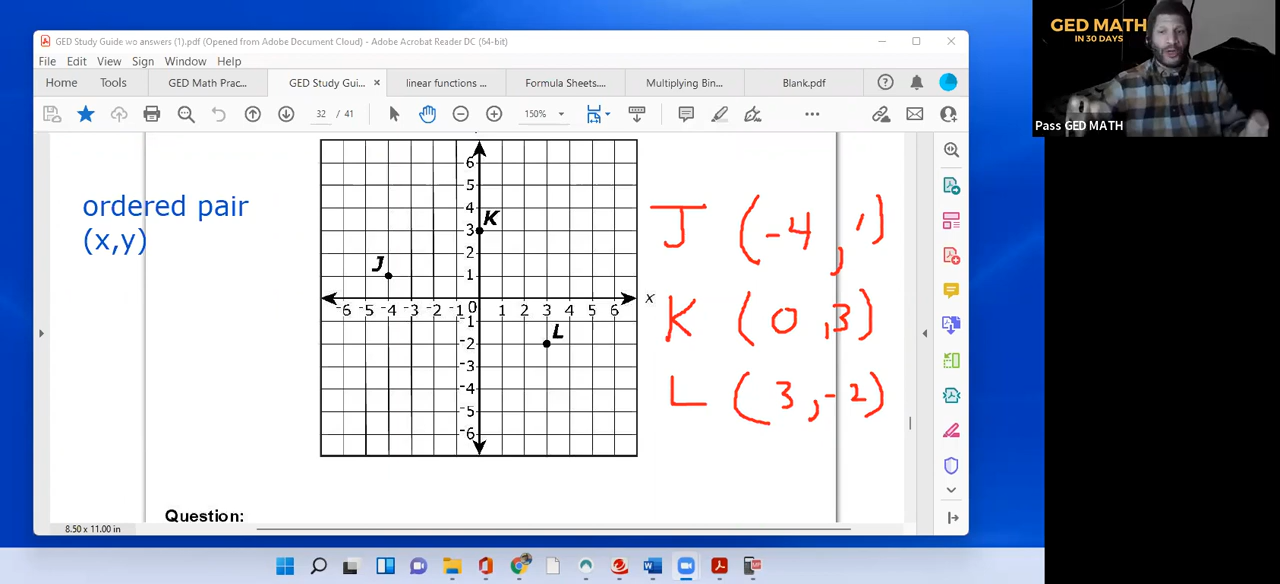 GED Study Guide wo answers (1).pdf (Opened from Adobe Document Cloud) - Adobe Acrobat Reader DC (64-bit)
File Edit View Sign Window Help
Home Tools GED Math Prac... GED Study Gui... × linear functions ... Formula Sheets.... Multiplying Bin... Blank.pdf
32 / 41 150%
GED MATH
IN 30 DAYS
Pass GED MATH
ordered pair
(x,y)
6
5
4
3
2
1
K
J
L
-6 -5 -4 -3 -2 -1 0 1 2 3 4 5 6 x
-1
-2
-3
-4
-5
-6
J (-4,1)
K (0,3)
L (3,-2)
Question:
8.50 x 11.00 in